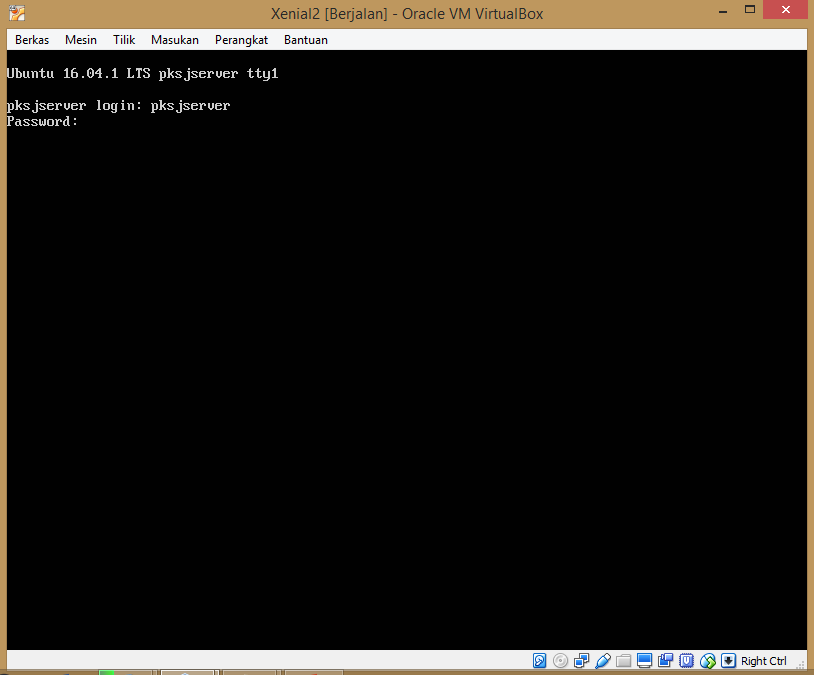 Xenial2 [Berjalan] - Oracle VM VirtualBox
Berkas Mesin Tilik Masukan Perangkat Bantuan
Ubuntu 16.04.1 LTS pksjserver tty1
pksjserver login: pksjserver
Password:
Right Ctrl